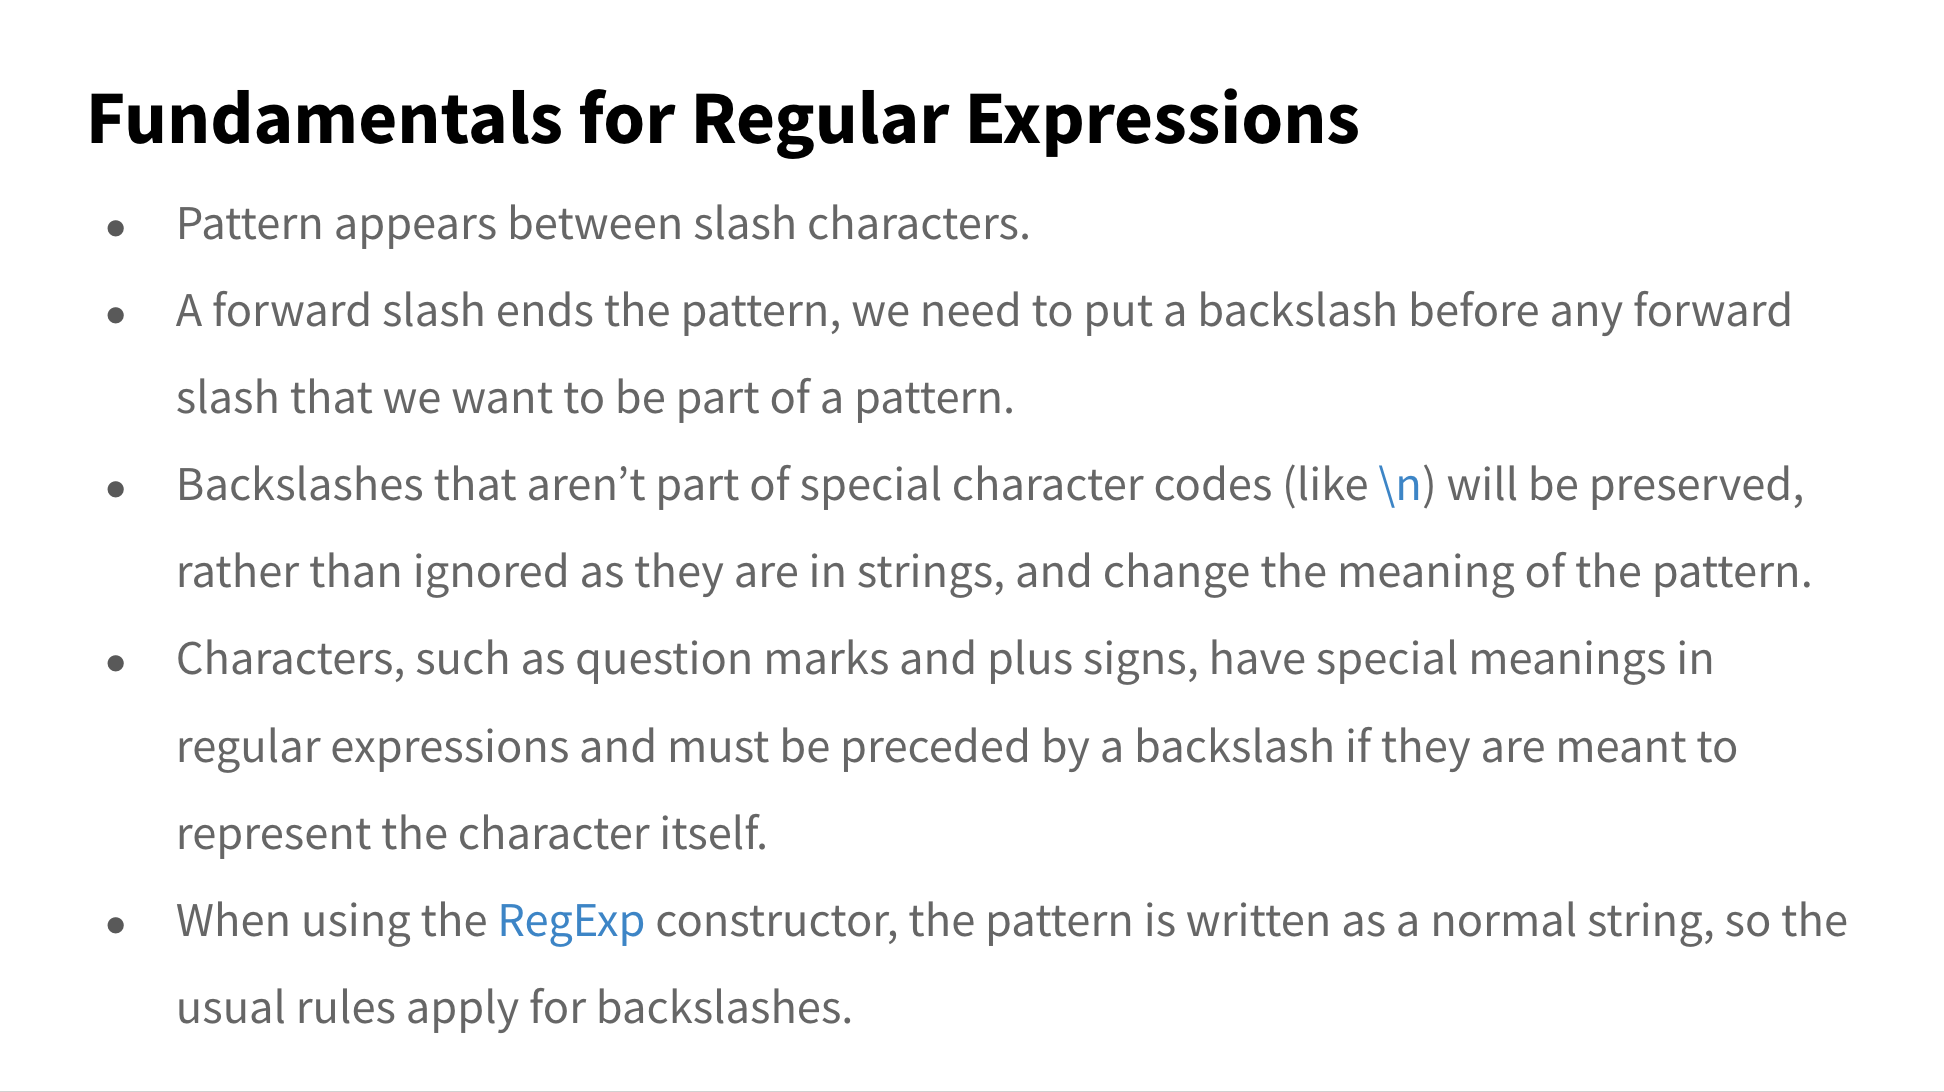 Fundamentals for Regular Expressions
● Pattern appears between slash characters.
● A forward slash ends the pattern, we need to put a backslash before any forward
slash that we want to be part of a pattern.
● Backslashes that aren’t part of special character codes (like \n) will be preserved,
rather than ignored as they are in strings, and change the meaning of the pattern.
● Characters, such as question marks and plus signs, have special meanings in
regular expressions and must be preceded by a backslash if they are meant to
represent the character itself.
● When using the RegExp constructor, the pattern is written as a normal string, so the
usual rules apply for backslashes.